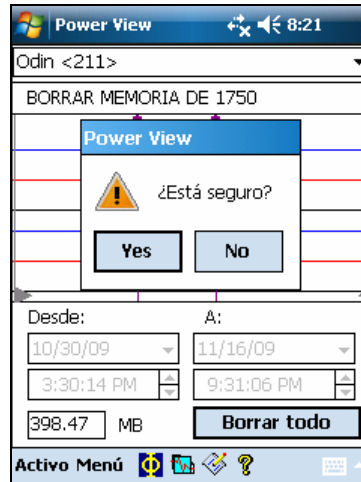 Power View 8:21
Odin <211>
BORRAR MEMORIA DE 1750
Power View
¿Está seguro?
Yes No
Desde: A:
10/30/09 11/16/09
3:30:14 PM 9:31:06 PM
398.47 MB Borrar todo
Activo Menú